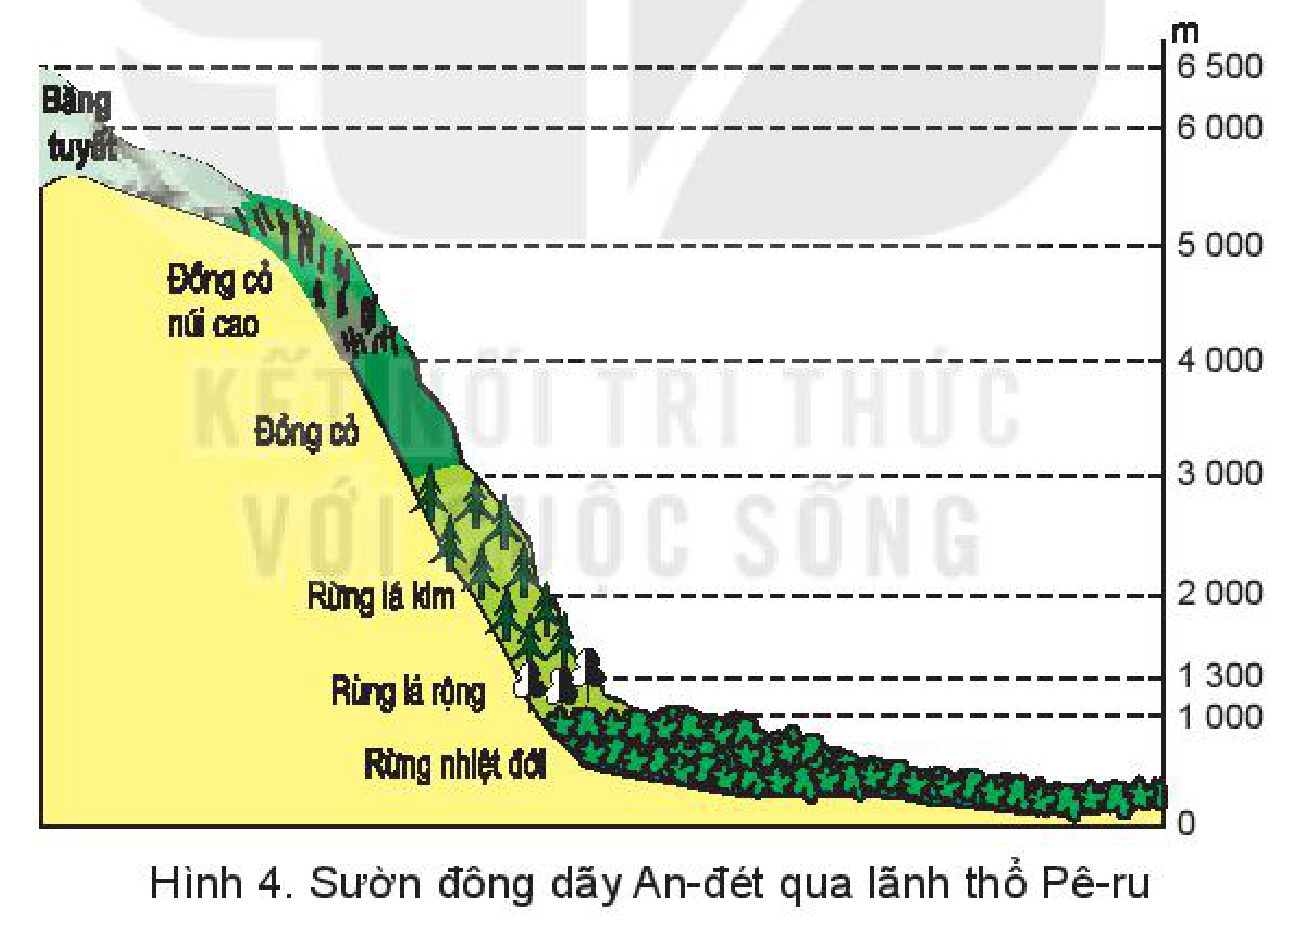 m
6 500
Băng
tuyết
6 000
5 000
Đồng cỏ
núi cao
4 000
KẾT NỐI TRI THỨC
Đồng cỏ
3 000
VỚI CUỘC SỐNG
Rừng lá kim
2 000
1 300
Rừng lá rộng
1 000
Rừng nhiệt đới
0
Hình 4. Sườn đông dãy An-đét qua lãnh thổ Pê-ru